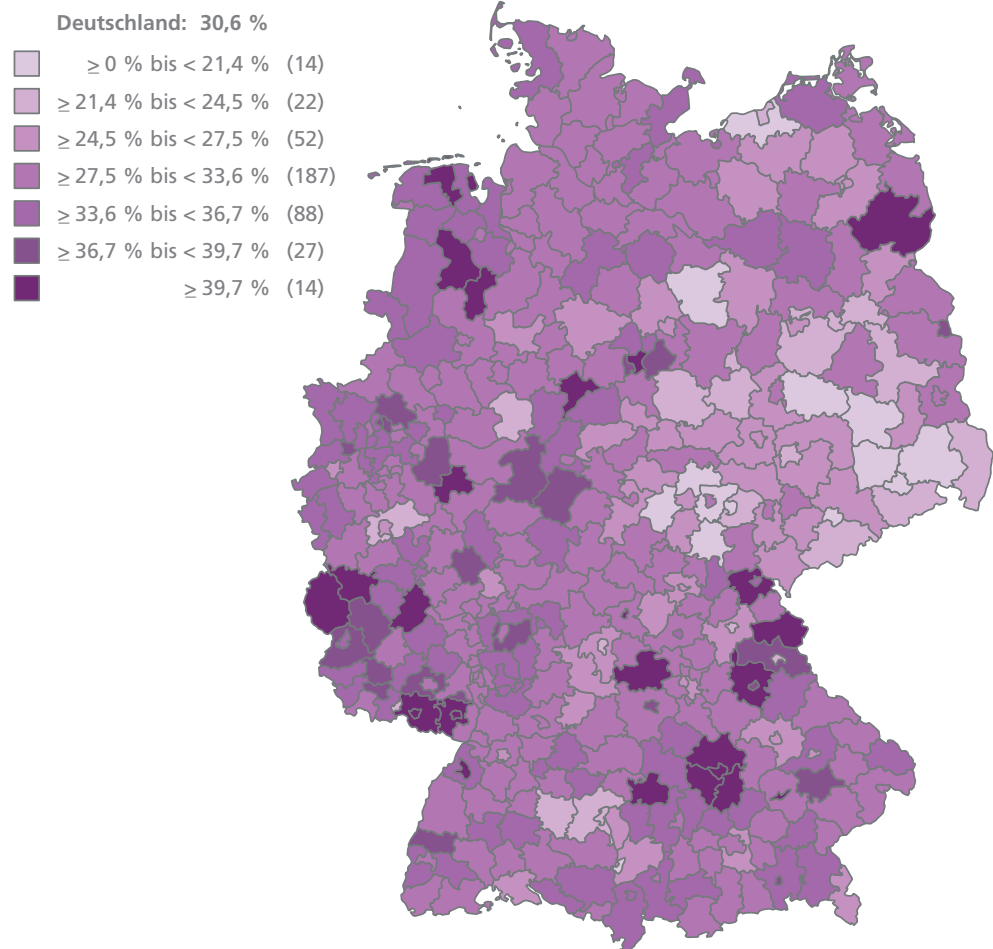 Deutschland: 30,6 %
≥ 0 % bis < 21,4 % (14)
≥ 21,4 % bis < 24,5 % (22)
≥ 24,5 % bis < 27,5 % (52)
≥ 27,5 % bis < 33,6 % (187)
≥ 33,6 % bis < 36,7 % (88)
≥ 36,7 % bis < 39,7 % (27)
≥ 39,7 % (14)